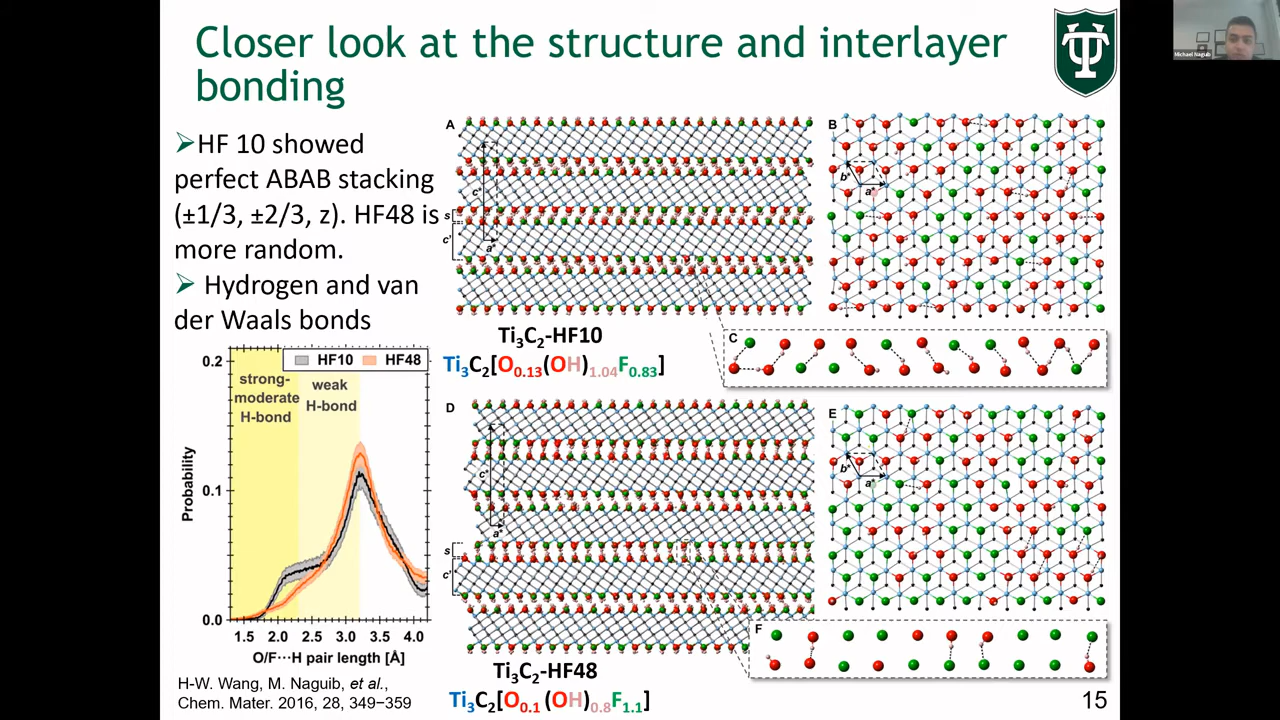 Closer look at the structure and interlayer
bonding
Michael Naguib
➢HF 10 showed
perfect ABAB stacking
(±1/3, ±2/3, z). HF48 is
more random.
➢ Hydrogen and van
der Waals bonds
HF10 HF48
0.2
strong-
moderate
H-bond
weak
H-bond
Probability
0.1
0.0
1.5 2.0 2.5 3.0 3.5 4.0
O/F···H pair length [Å]
H-W. Wang, M. Naguib, et al.,
Chem. Mater. 2016, 28, 349−359
A
c*
s
c'
a*
B
b*
a*
Ti₃C₂-HF10
Ti₃C₂[O₀.₁₃(OH)₁.₀₄F₀.₈₃]
C
D
c*
a*
s
c'
E
b*
a*
F
Ti₃C₂-HF48
Ti₃C₂[O₀.₁ (OH)₀.₈F₁.₁]
15